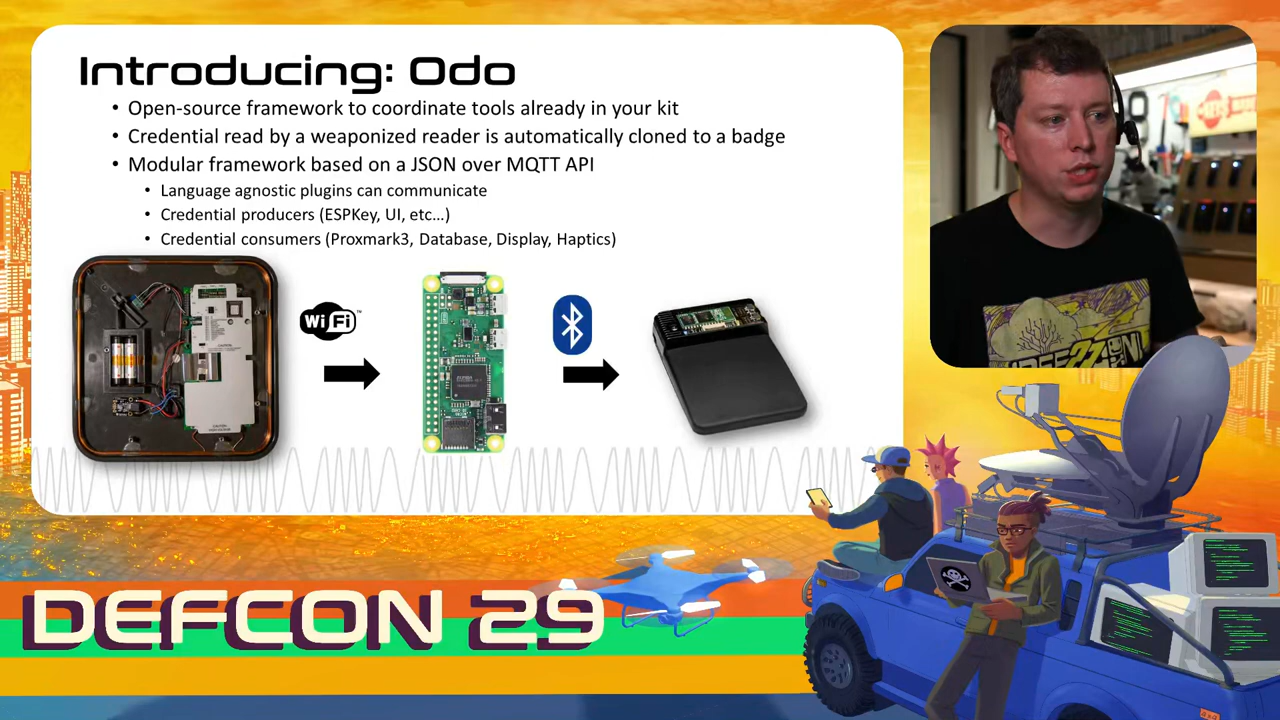 Introducing: Odo
• Open-source framework to coordinate tools already in your kit
• Credential read by a weaponized reader is automatically cloned to a badge
• Modular framework based on a JSON over MQTT API
• Language agnostic plugins can communicate
• Credential producers (ESPKey, UI, etc…)
• Credential consumers (Proxmark3, Database, Display, Haptics)
Wi Fi™
DEFCON 29